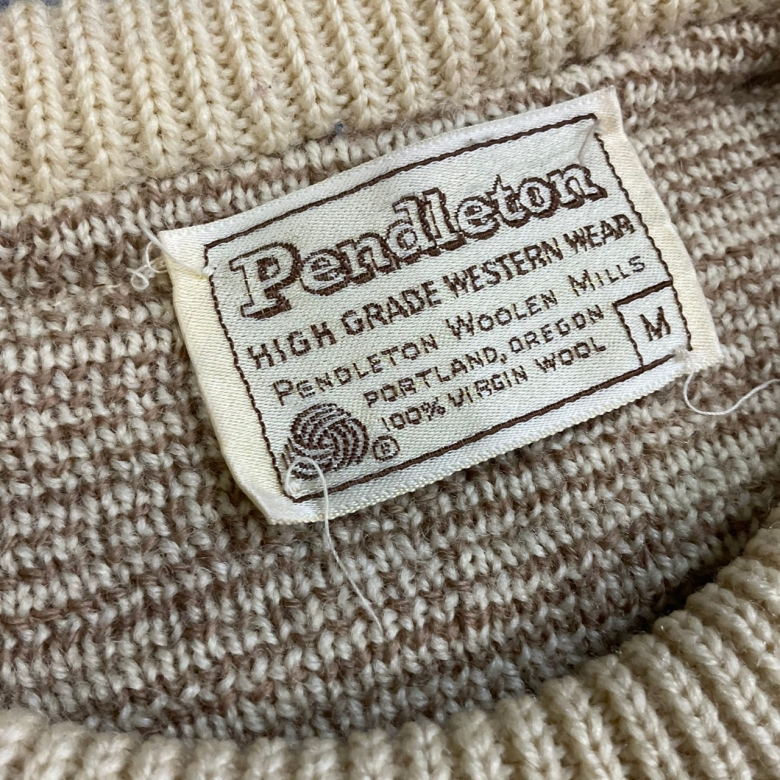 Pendleton
HIGH GRADE WESTERN WEAR
PENDLETON WOOLEN MILLS
PORTLAND, OREGON
100% VIRGIN WOOL
M
®